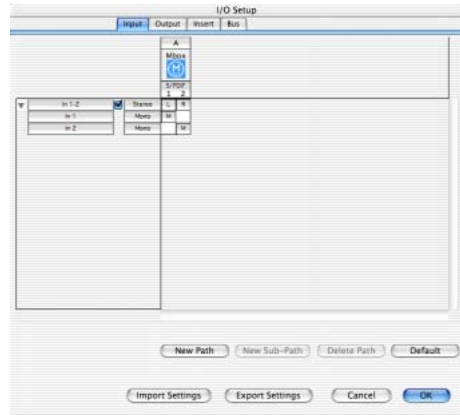 I/O Setup
Input Output Insert Bus
A
Mbox
S/PDIF
1 2
In 1-2 Stereo L R
In 1 Mono M
In 2 Mono M
New Path New Sub-Path Delete Path Default
Import Settings Export Settings Cancel OK